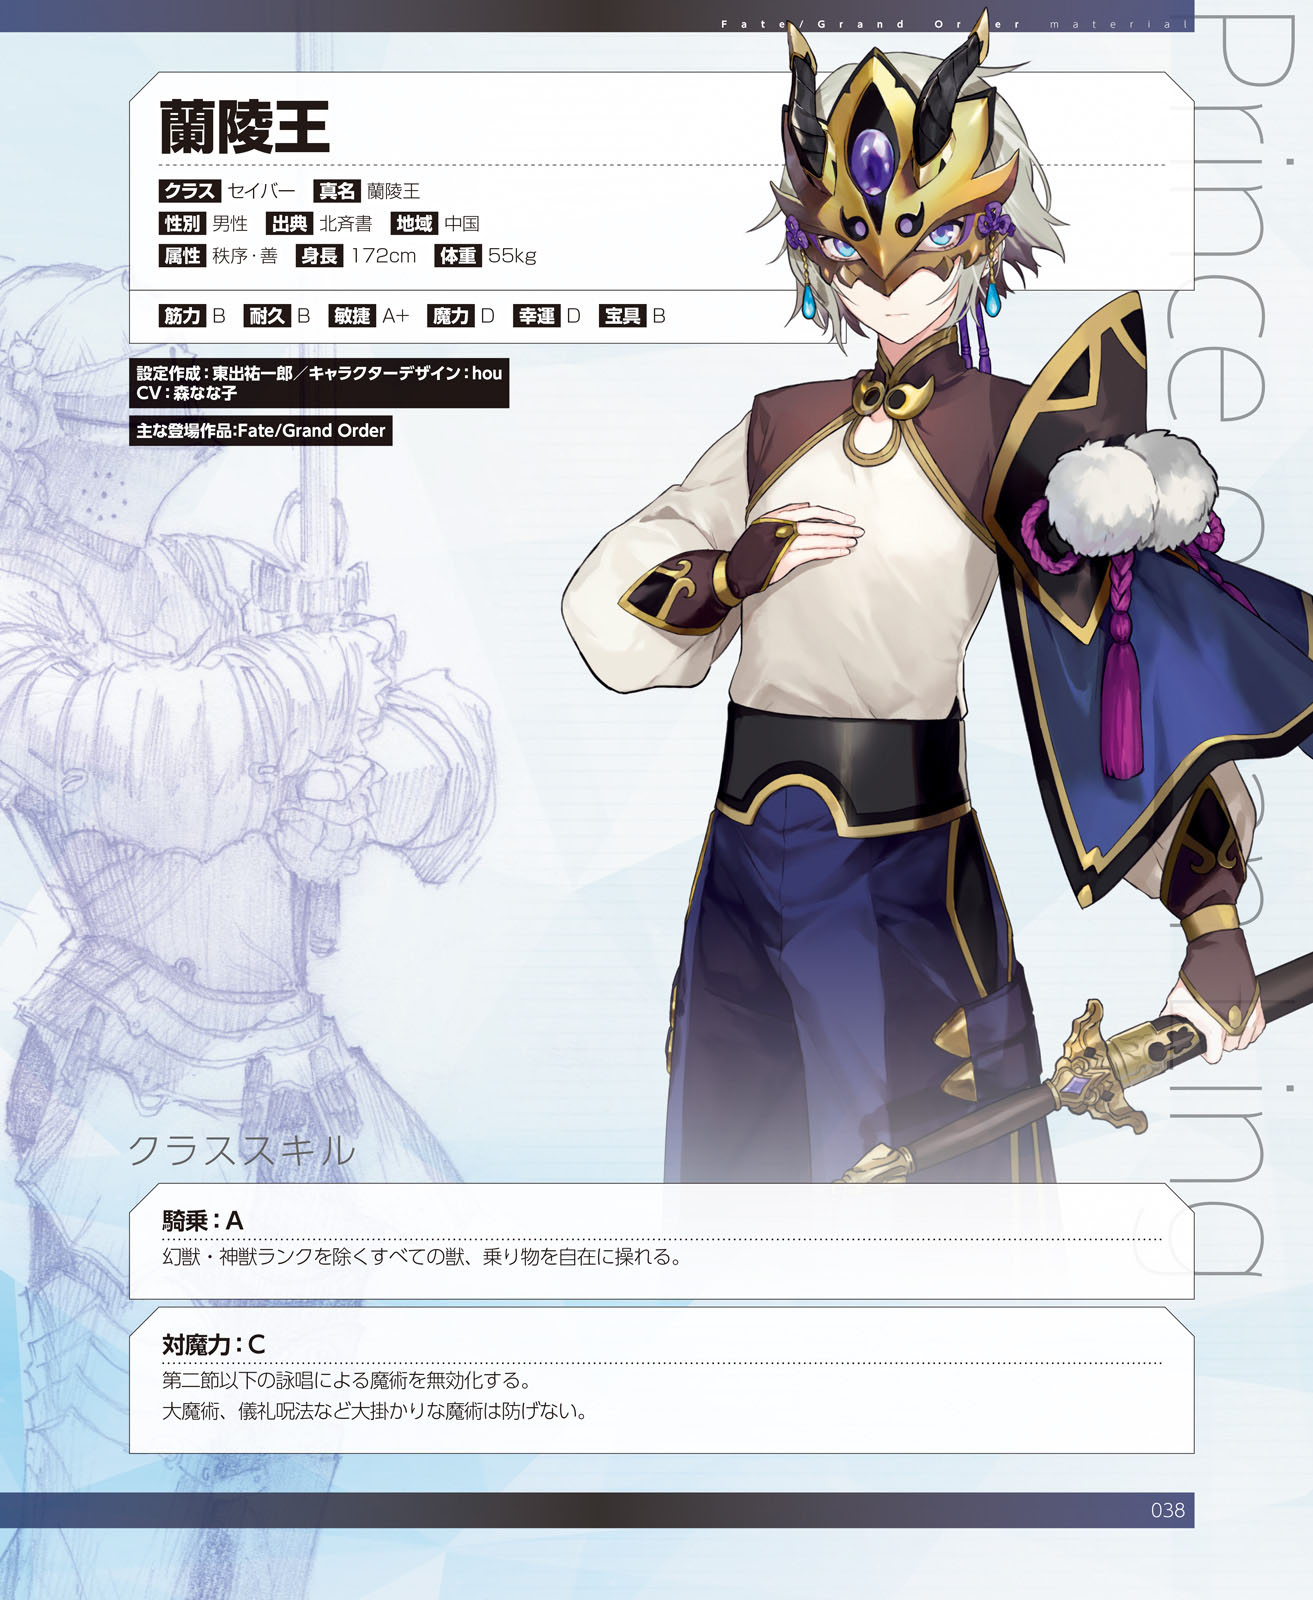 Fate/Grand Order material
蘭陵王
クラス セイバー 真名 蘭陵王
性別 男性 出典 北斉書 地域 中国
属性 秩序・善 身長 172cm 体重 55kg
筋力 B 耐久 B 敏捷 A+ 魔力 D 幸運 D 宝具 B
設定作成：東出祐一郎／キャラクターデザイン：hou
CV：森なな子
主な登場作品:Fate/Grand Order
クラススキル
騎乗：A
幻獣・神獣ランクを除くすべての獣、乗り物を自在に操れる。
対魔力：C
第二節以下の詠唱による魔術を無効化する。
大魔術、儀礼呪法など大掛かりな魔術は防げない。
038